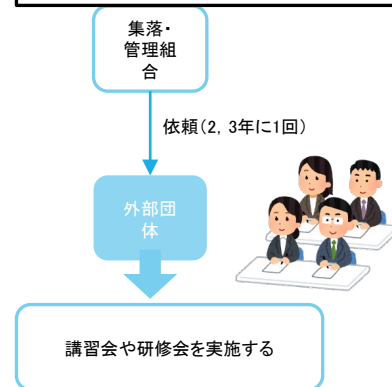 集落・
管理組
合
依頼（2，3年に1回）
外部団
体
講習会や研修会を実施する